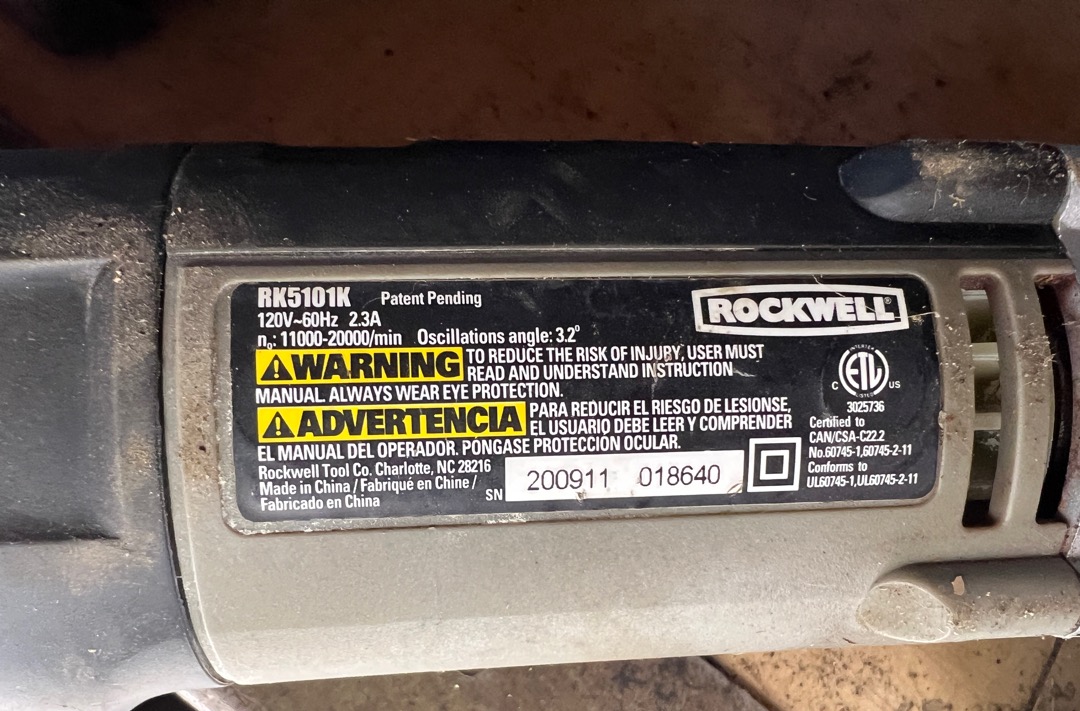 RK5101K Patent Pending
ROCKWELL®
120V~60Hz 2.3A
n₀: 11000-20000/min Oscillations angle: 3.2°
⚠WARNING TO REDUCE THE RISK OF INJURY, USER MUST
READ AND UNDERSTAND INSTRUCTION
MANUAL. ALWAYS WEAR EYE PROTECTION.
⚠ADVERTENCIA PARA REDUCIR EL RIESGO DE LESIONSE,
EL USUARIO DEBE LEER Y COMPRENDER
EL MANUAL DEL OPERADOR. PÓNGASE PROTECCIÓN OCULAR.
Rockwell Tool Co. Charlotte, NC 28216
Made in China / Fabriqué en Chine /
Fabricado en China
SN 200911 018640
INTERTEK
C ETL US
LISTED
3025736
Certified to
CAN/CSA-C22.2
No.60745-1,60745-2-11
Conforms to
UL60745-1,UL60745-2-11